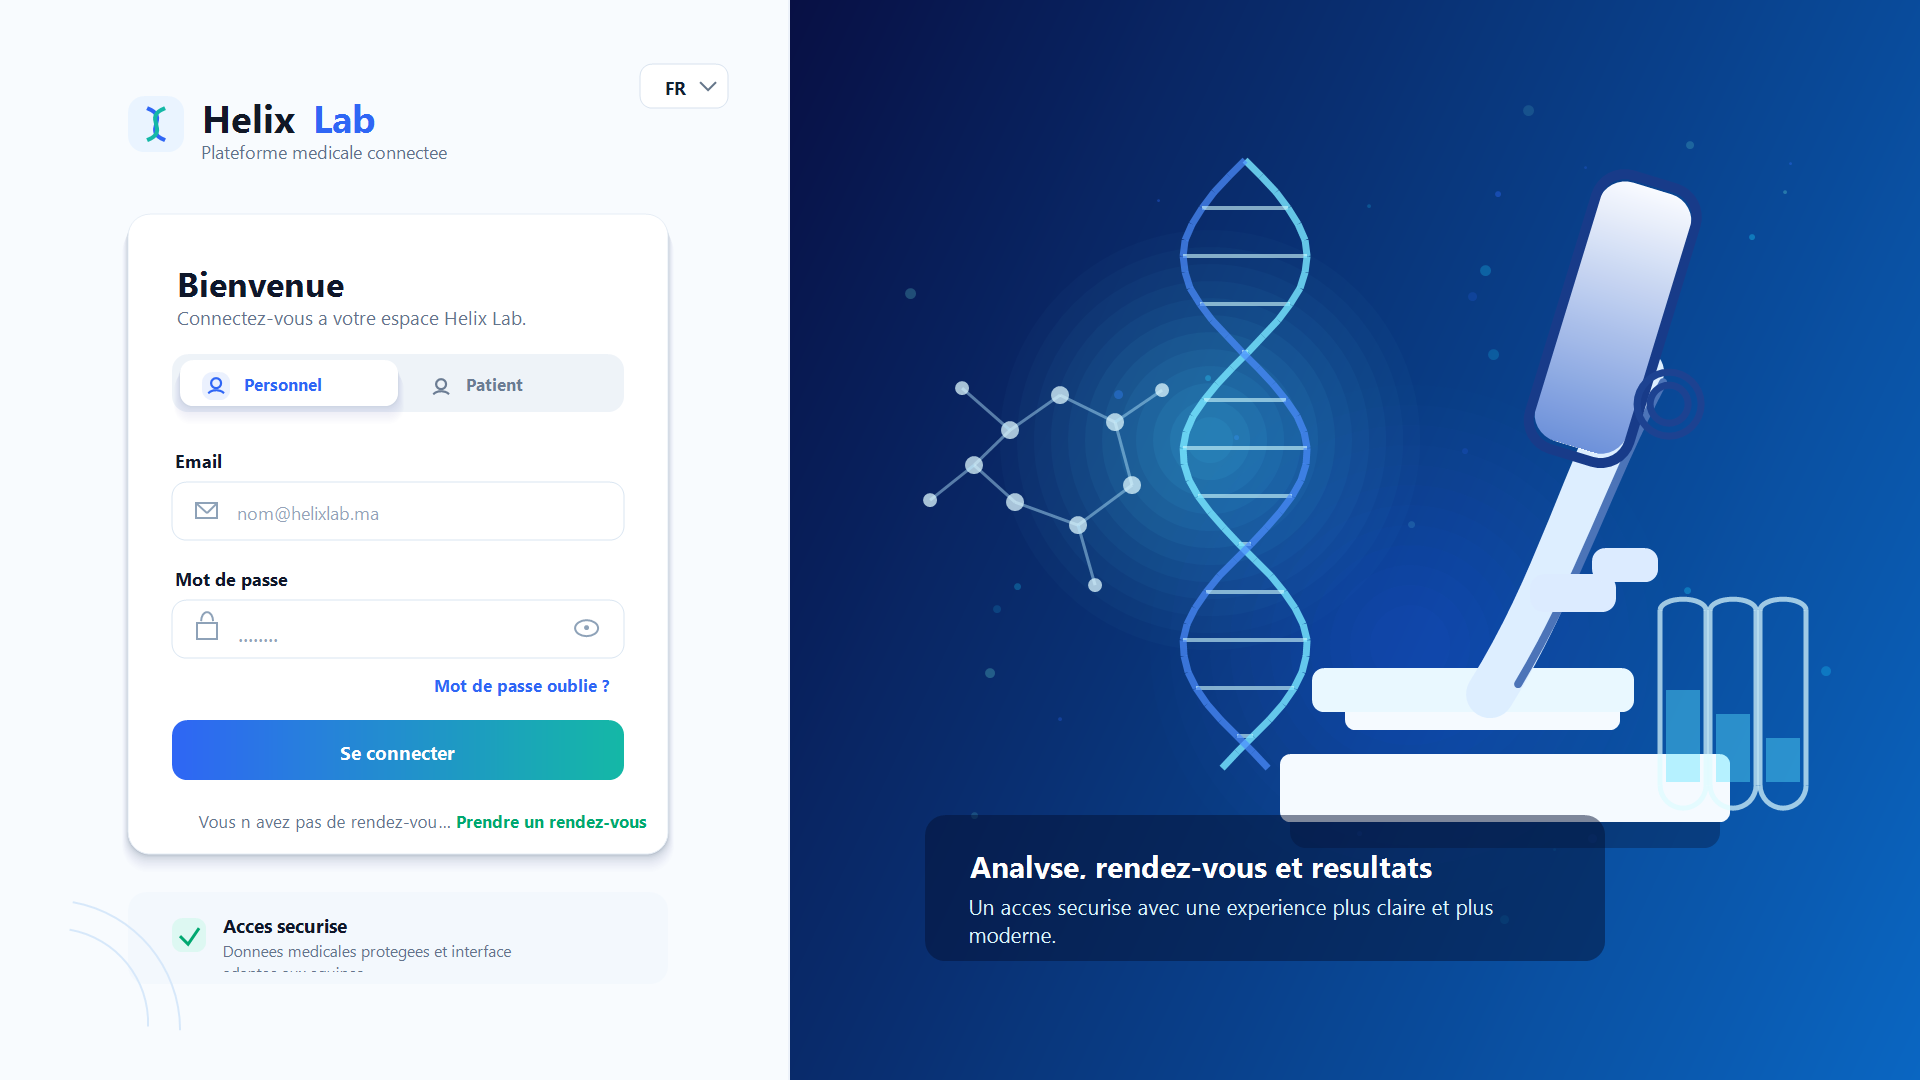 FR
Helix Lab
Plateforme medicale connectee
Bienvenue
Connectez-vous a votre espace Helix Lab.
Personnel
Patient
Email
nom@helixlab.ma
Mot de passe
........
Mot de passe oublie ?
Se connecter
Vous n avez pas de rendez-vou... Prendre un rendez-vous
Acces securise
Donnees medicales protegees et interface
Analyse, rendez-vous et resultats
Un acces securise avec une experience plus claire et plus
moderne.